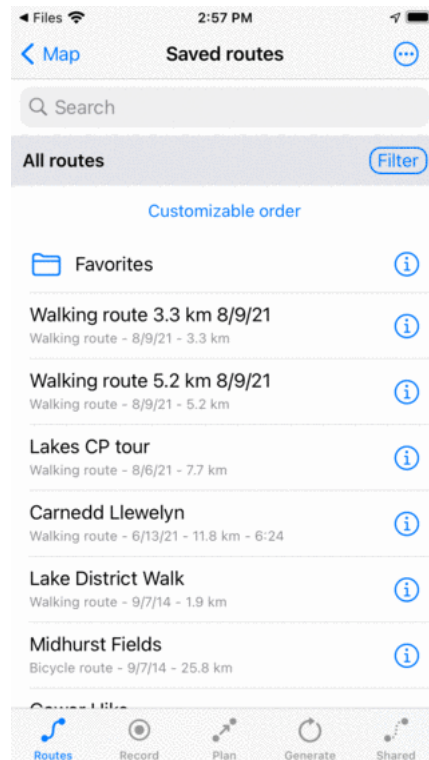 ◀ Files 2:57 PM
Map Saved routes
Search
All routes Filter
Customizable order
Favorites
Walking route 3.3 km 8/9/21
Walking route - 8/9/21 - 3.3 km
Walking route 5.2 km 8/9/21
Walking route - 8/9/21 - 5.2 km
Lakes CP tour
Walking route - 8/6/21 - 7.7 km
Carnedd Llewelyn
Walking route - 6/13/21 - 11.8 km - 6:24
Lake District Walk
Walking route - 9/7/14 - 1.9 km
Midhurst Fields
Bicycle route - 9/7/14 - 25.8 km
Routes Record Plan Generate Shared